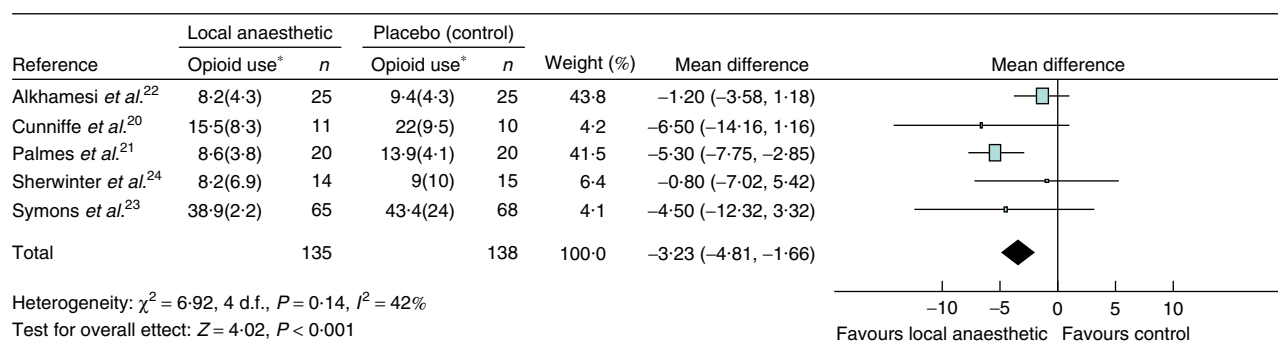 Local anaesthetic Placebo (control)
Reference Opioid use* n Opioid use* n Weight (%) Mean difference Mean difference
Alkhamesi et al.22 8·2(4·3) 25 9·4(4·3) 25 43·8 −1·20 (−3·58, 1·18)
Cunniffe et al.20 15·5(8·3) 11 22(9·5) 10 4·2 −6·50 (−14·16, 1·16)
Palmes et al.21 8·6(3·8) 20 13·9(4·1) 20 41·5 −5·30 (−7·75, −2·85)
Sherwinter et al.24 8·2(6.9) 14 9(10) 15 6·4 −0·80 (−7·02, 5·42)
Symons et al.23 38·9(2·2) 65 43·4(24) 68 4·1 −4·50 (−12·32, 3·32)
Total 135 138 100·0 −3·23 (−4·81, −1·66)
Heterogeneity: χ2 = 6·92, 4 d.f., P = 0·14, I2 = 42%
−10 −5 0 5 10
Test for overall ettect: Z = 4·02, P < 0·001
Favours local anaesthetic Favours control